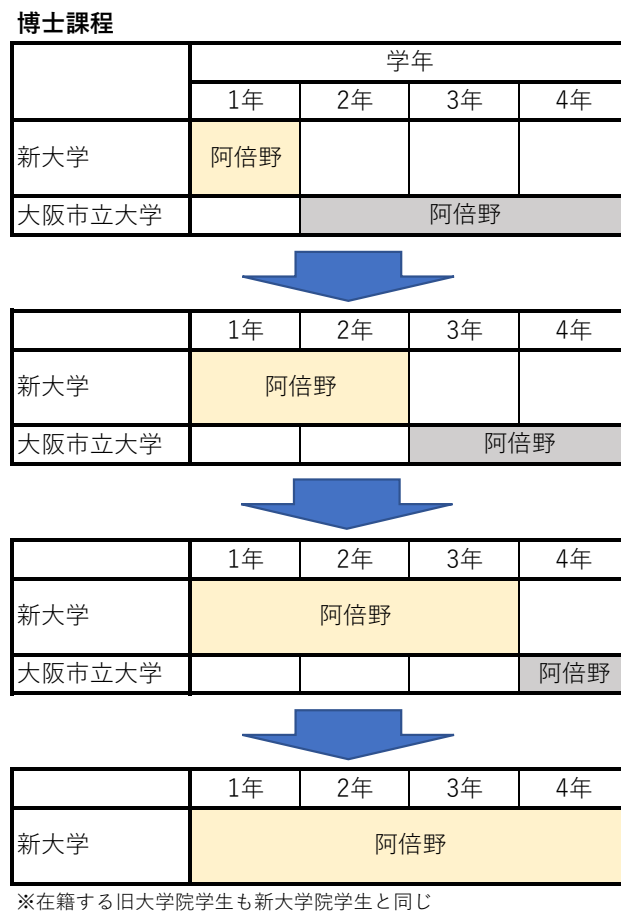 博士課程
学年
1年 2年 3年 4年
新大学 阿倍野
大阪市立大学 阿倍野
1年 2年 3年 4年
新大学 阿倍野
大阪市立大学 阿倍野
1年 2年 3年 4年
新大学 阿倍野
大阪市立大学 阿倍野
1年 2年 3年 4年
新大学 阿倍野
※在籍する旧大学院学生も新大学院学生と同じ